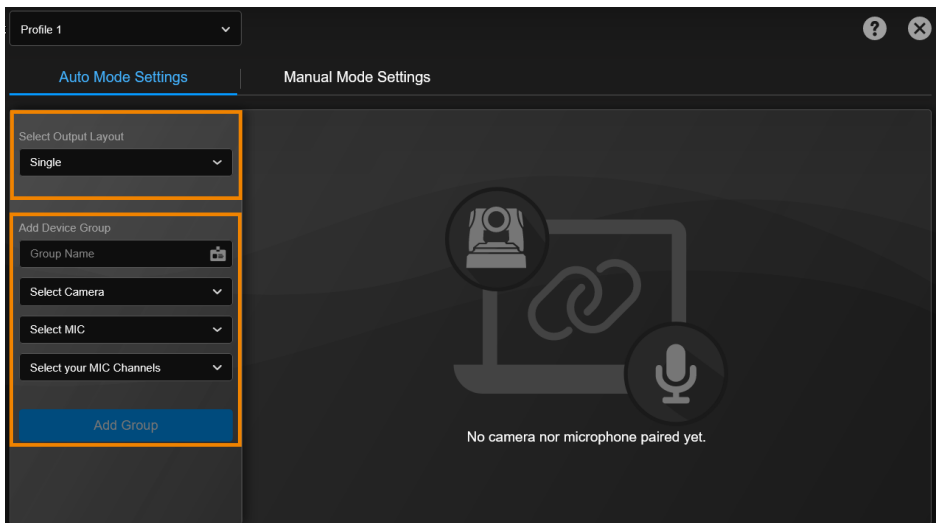 Profile 1
?
Auto Mode Settings
Manual Mode Settings
Select Output Layout
Single
Add Device Group
Group Name
Select Camera
Select MIC
Select your MIC Channels
Add Group
No camera nor microphone paired yet.